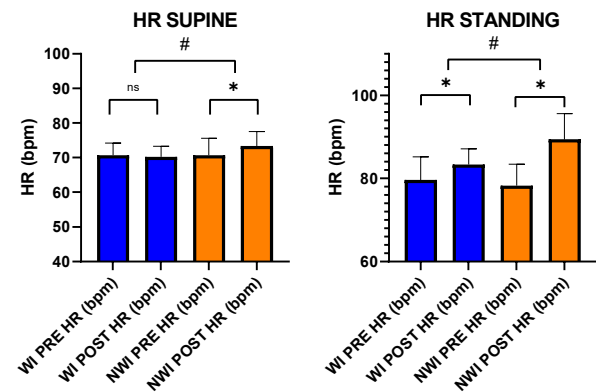 HR SUPINE
#
ns
*
HR (bpm)
100
90
80
70
60
50
40
WI PRE HR (bpm)
WI POST HR (bpm)
NWI PRE HR (bpm)
NWI POST HR (bpm)
HR STANDING
#
*
*
HR (bpm)
100
80
60
WI PRE HR (bpm)
WI POST HR (bpm)
NWI PRE HR (bpm)
NWI POST HR (bpm)